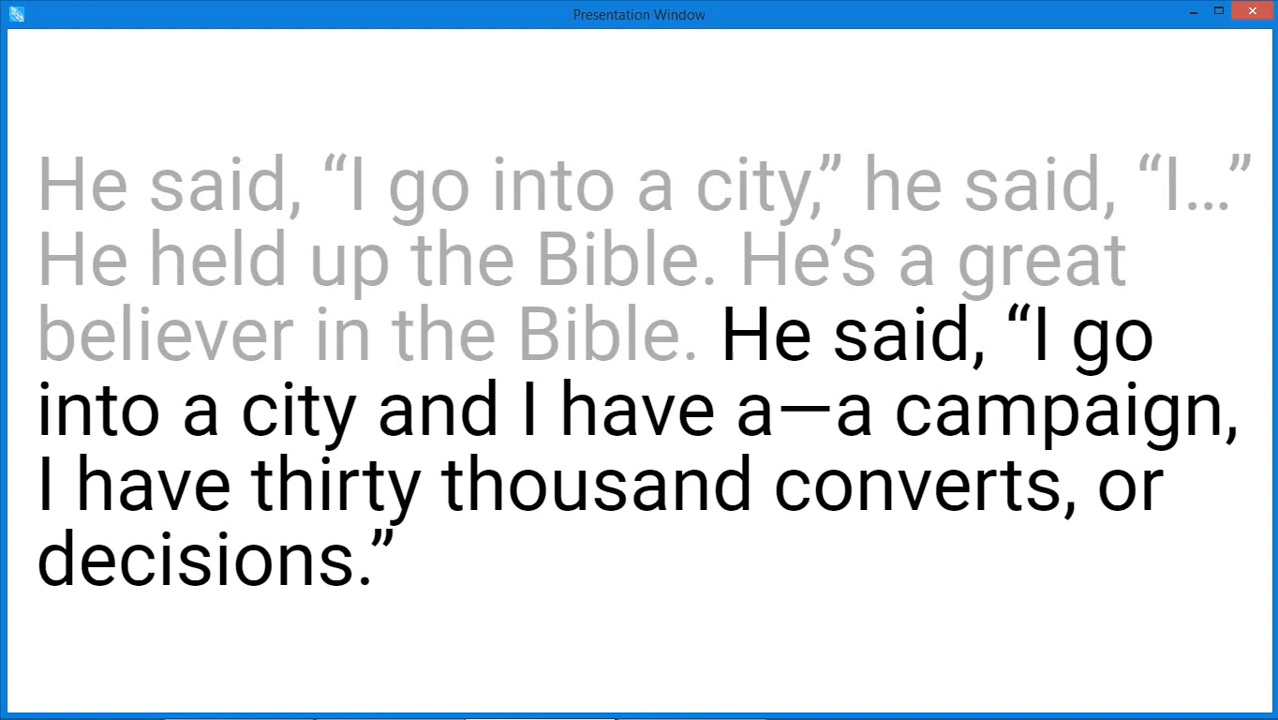 Presentation Window
He said, “I go into a city,” he said, “I…”
He held up the Bible. He’s a great
believer in the Bible. He said, “I go
into a city and I have a—a campaign,
I have thirty thousand converts, or
decisions.”